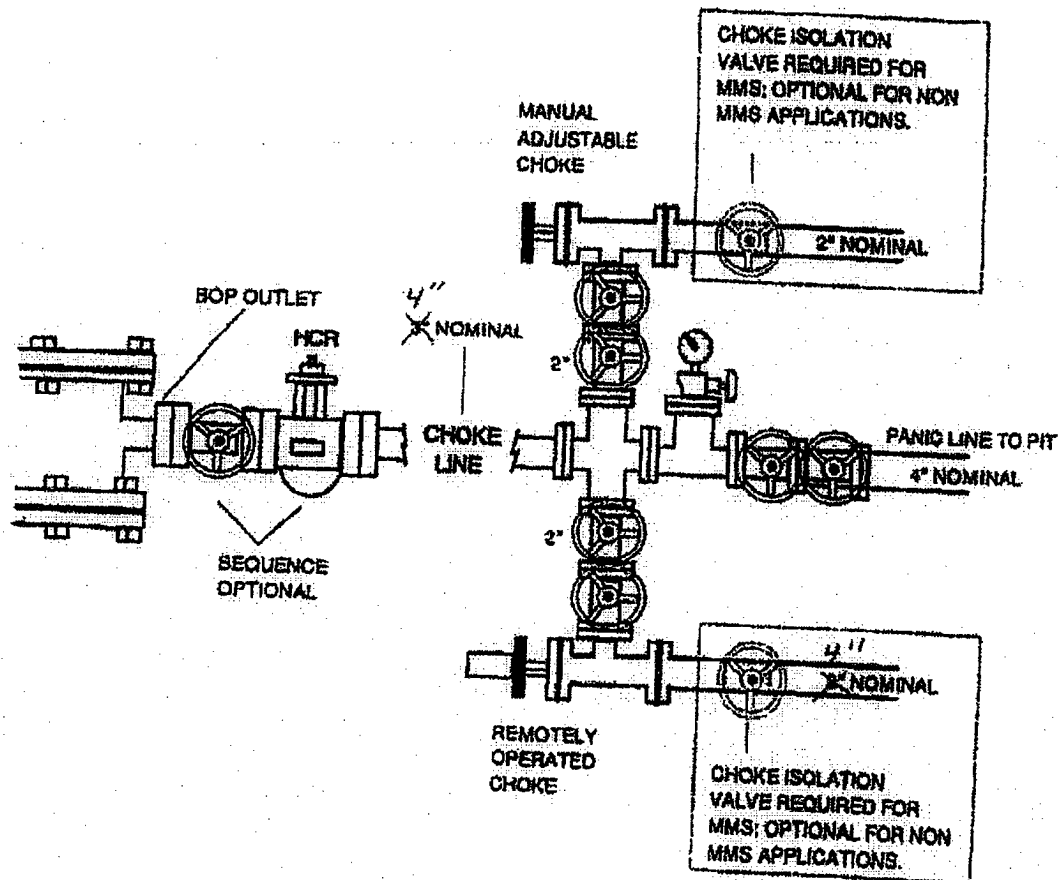 CHOKE ISOLATION
VALVE REQUIRED FOR
MMS; OPTIONAL FOR NON
MMS APPLICATIONS.
MANUAL
ADJUSTABLE
CHOKE
2" NOMINAL
BOP OUTLET
HCR
4"
NOMINAL
2"
CHOKE
LINE
PANIC LINE TO PIT
4" NOMINAL
2"
SEQUENCE
OPTIONAL
4"
NOMINAL
REMOTELY
OPERATED
CHOKE
CHOKE ISOLATION
VALVE REQUIRED FOR
MMS; OPTIONAL FOR NON
MMS APPLICATIONS.